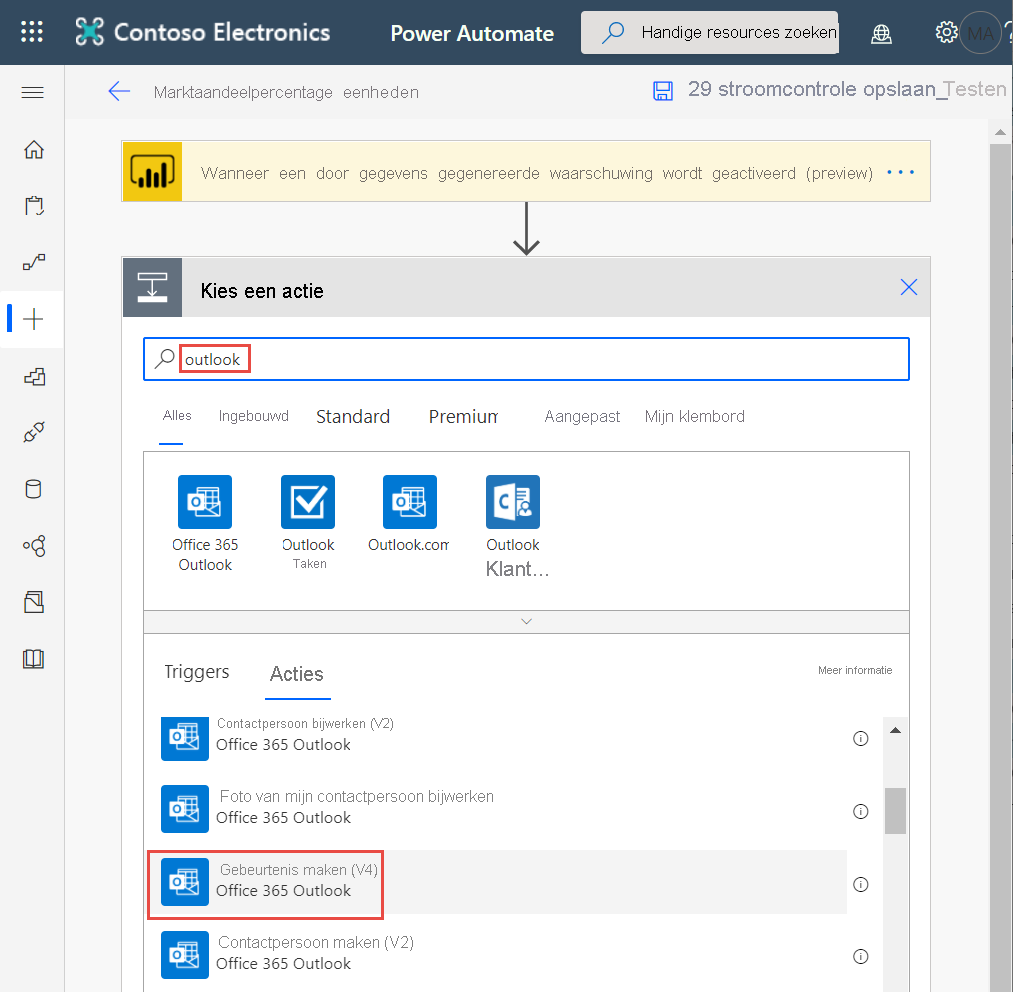 Contoso Electronics Power Automate Handige resources zoeken MA ?
Marktaandeelpercentage eenheden 29 stroomcontrole opslaan_Testen
Wanneer een door gegevens gegenereerde waarschuwing wordt geactiveerd (preview) ...
Kies een actie
outlook
Alles Ingebouwd Standard Premium Aangepast Mijn klembord
Office 365 Outlook
Outlook Taken
Outlook.com
Outlook Klant...
Triggers Acties Meer informatie
Contactpersoon bijwerken (V2)
Office 365 Outlook
Foto van mijn contactpersoon bijwerken
Office 365 Outlook
Gebeurtenis maken (V4)
Office 365 Outlook
Contactpersoon maken (V2)
Office 365 Outlook